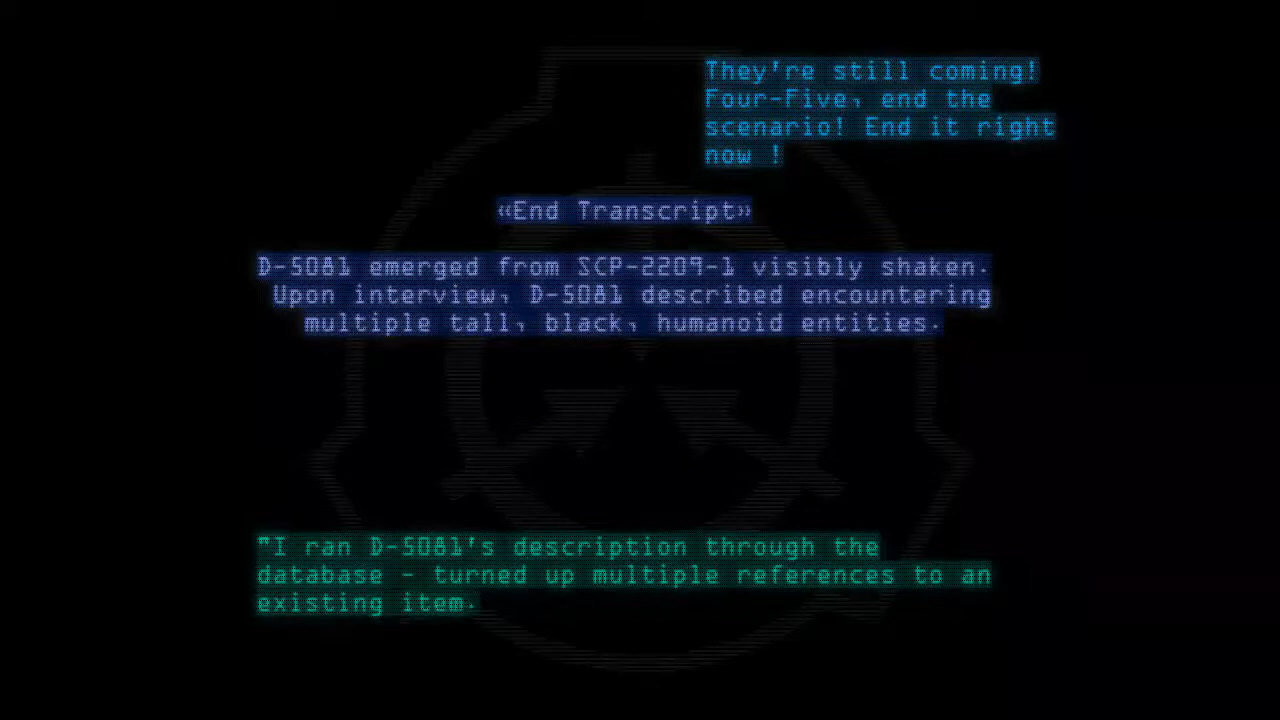 They're still coming!
Four-Five, end the
scenario! End it right
now !
«End Transcript»
D-5081 emerged from SCP-2209-1 visibly shaken.
Upon interview, D-5081 described encountering
multiple tall, black, humanoid entities.
"I ran D-5081's description through the
database - turned up multiple references to an
existing item.